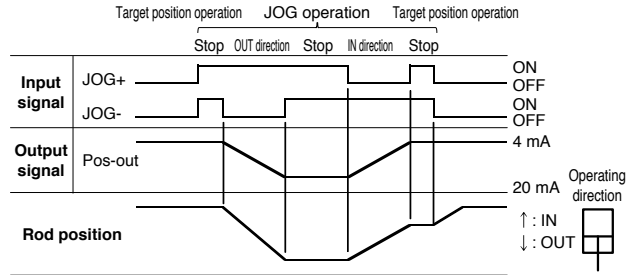 Target position operation JOG operation Target position operation
Stop OUT direction Stop IN direction Stop
Input signal
JOG+
ON
OFF
JOG-
ON
OFF
Output signal
Pos-out
4 mA
20 mA
Operating direction
Rod position
↑ : IN
↓ : OUT